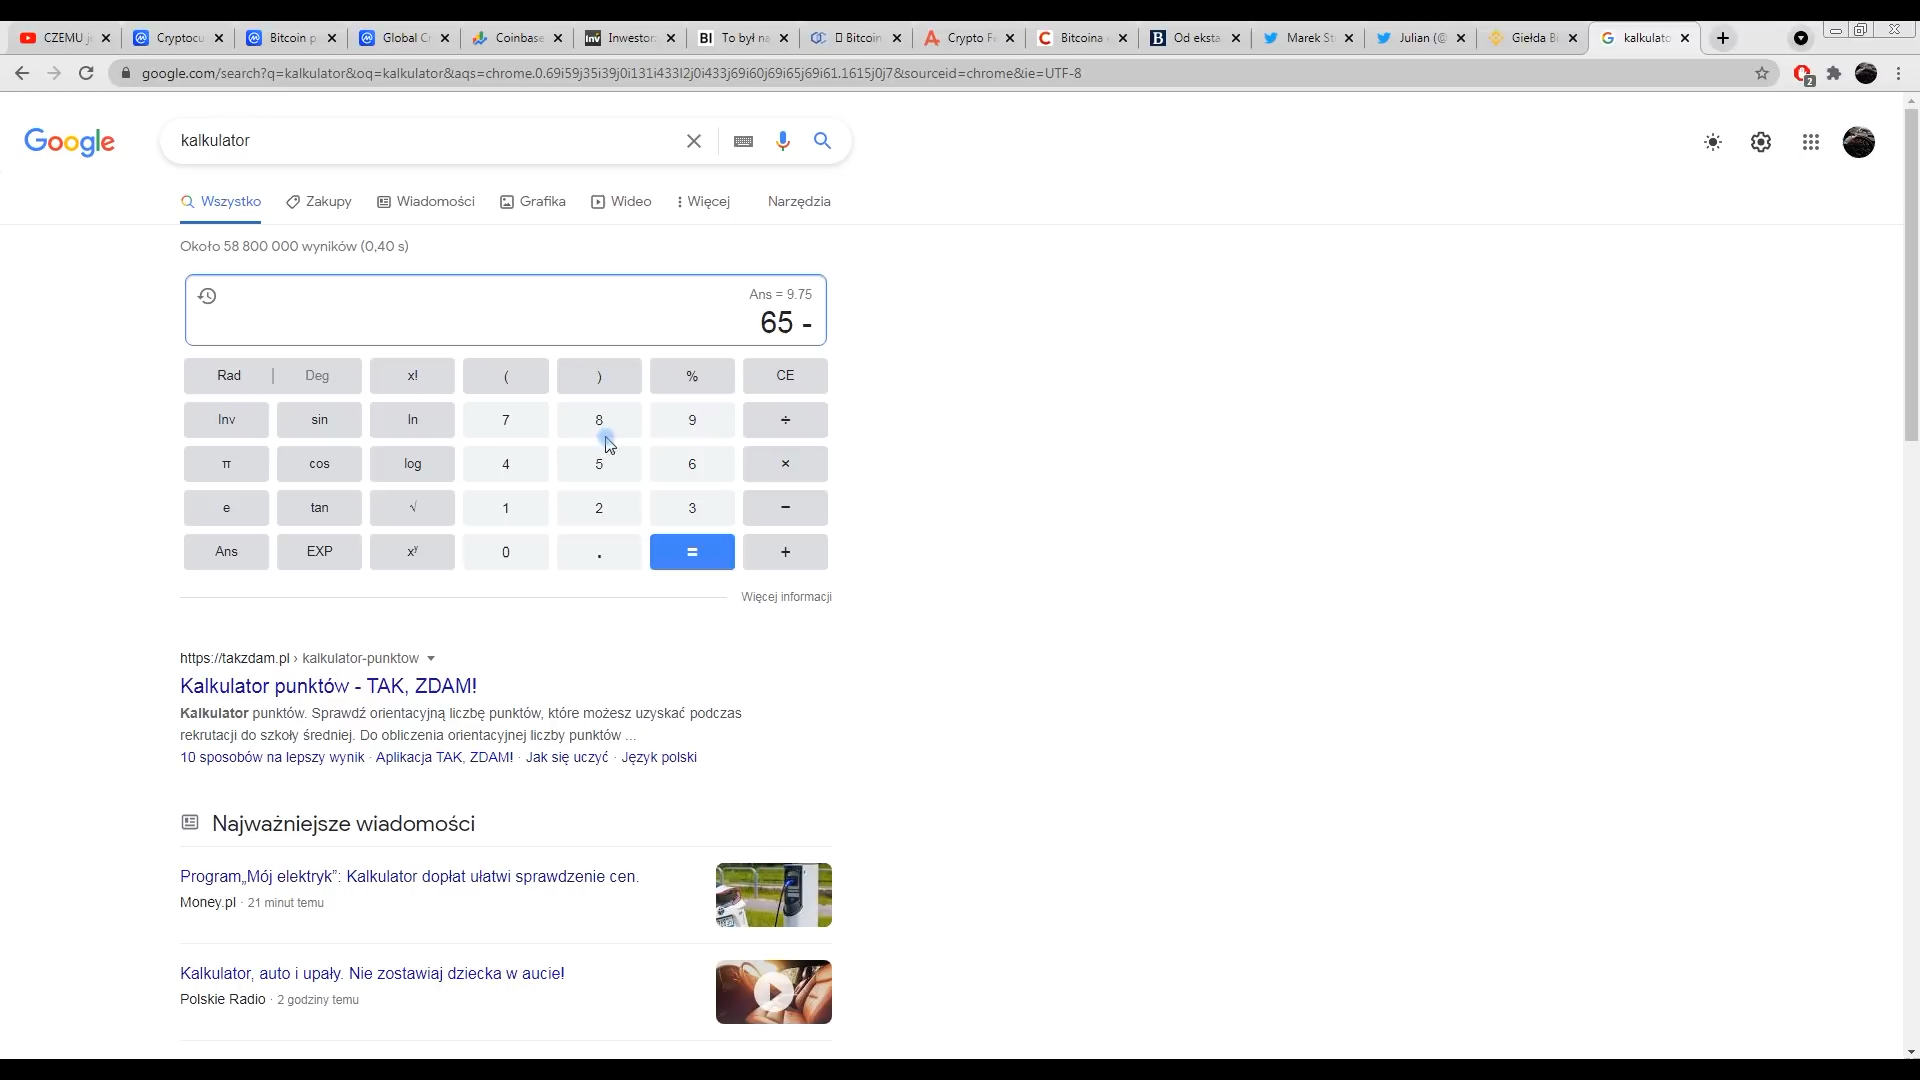 CZEMU j
Cryptocu
Bitcoin p
Global C
Coinbase
Inwestor
To był na
Bitcoin
Crypto F
Bitcoina
Od eksta
Marek St
Julian (@
Giełda Bi
kalkulato
google.com/search?q=kalkulator&oq=kalkulator&aqs=chrome.0.69i59j35i39j0i131i433l2j0i433j69i60j69i65j69i61.1615j0j7&sourceid=chrome&ie=UTF-8
2
Google
kalkulator
Wszystko
Zakupy
Wiadomości
Grafika
Wideo
Więcej
Narzędzia
Około 58 800 000 wyników (0,40 s)
Ans = 9.75
65 -
Rad | Deg x! ( ) % CE
Inv sin ln 7 8 9 ÷
π cos log 4 5 6 ×
e tan √ 1 2 3 −
Ans EXP xʸ 0 . = +
Więcej informacji
https://takzdam.pl › kalkulator-punktow
Kalkulator punktów - TAK, ZDAM!
Kalkulator punktów. Sprawdź orientacyjną liczbę punktów, które możesz uzyskać podczas
rekrutacji do szkoły średniej. Do obliczenia orientacyjnej liczby punktów ...
10 sposobów na lepszy wynik · Aplikacja TAK, ZDAM! · Jak się uczyć · Język polski
Najważniejsze wiadomości
Program„Mój elektryk": Kalkulator dopłat ułatwi sprawdzenie cen.
Money.pl · 21 minut temu
Kalkulator, auto i upały. Nie zostawiaj dziecka w aucie!
Polskie Radio · 2 godziny temu